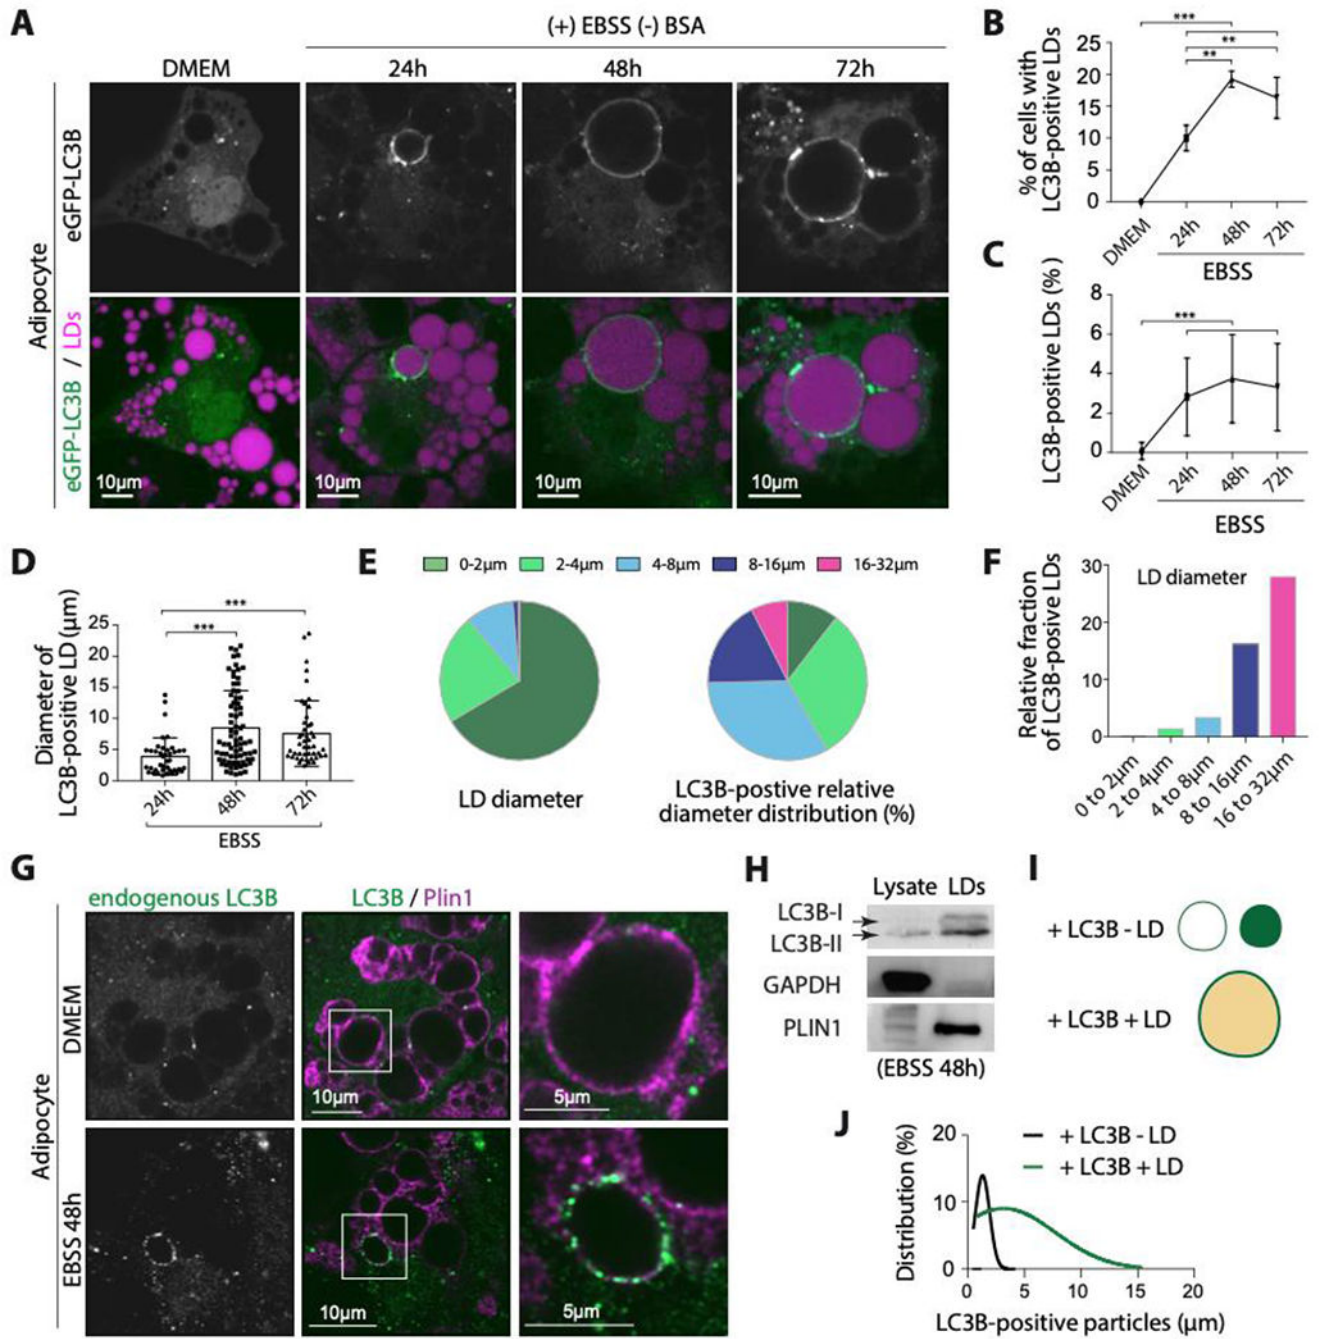 A
(+) EBSS (-) BSA
DMEM
24h
48h
72h
Adipocyte
eGFP-LC3B
eGFP-LC3B / LDs
10μm
10μm
10μm
10μm
B
% of cells with
LC3B-positive LDs
25
20
15
10
5
0
***
**
**
DMEM
24h
48h
72h
EBSS
C
LC3B-positive LDs (%)
8
6
4
2
0
***
DMEM
24h
48h
72h
EBSS
D
Diameter of
LC3B-positive LD (μm)
25
20
15
10
5
0
***
***
24h
48h
72h
EBSS
E
0-2μm
2-4μm
4-8μm
8-16μm
16-32μm
LD diameter
LC3B-postive relative
diameter distribution (%)
F
Relative fraction
of LC3B-posive LDs
LD diameter
30
20
10
0
0 to 2μm
2 to 4μm
4 to 8μm
8 to 16μm
16 to 32μm
G
endogenous LC3B
LC3B / Plin1
Adipocyte
DMEM
10μm
5μm
Adipocyte
EBSS 48h
10μm
5μm
H
Lysate LDs
LC3B-I
LC3B-II
GAPDH
PLIN1
(EBSS 48h)
I
+ LC3B - LD
+ LC3B + LD
J
Distribution (%)
20
10
0
+ LC3B - LD
+ LC3B + LD
0
5
10
15
20
LC3B-positive particles (μm)